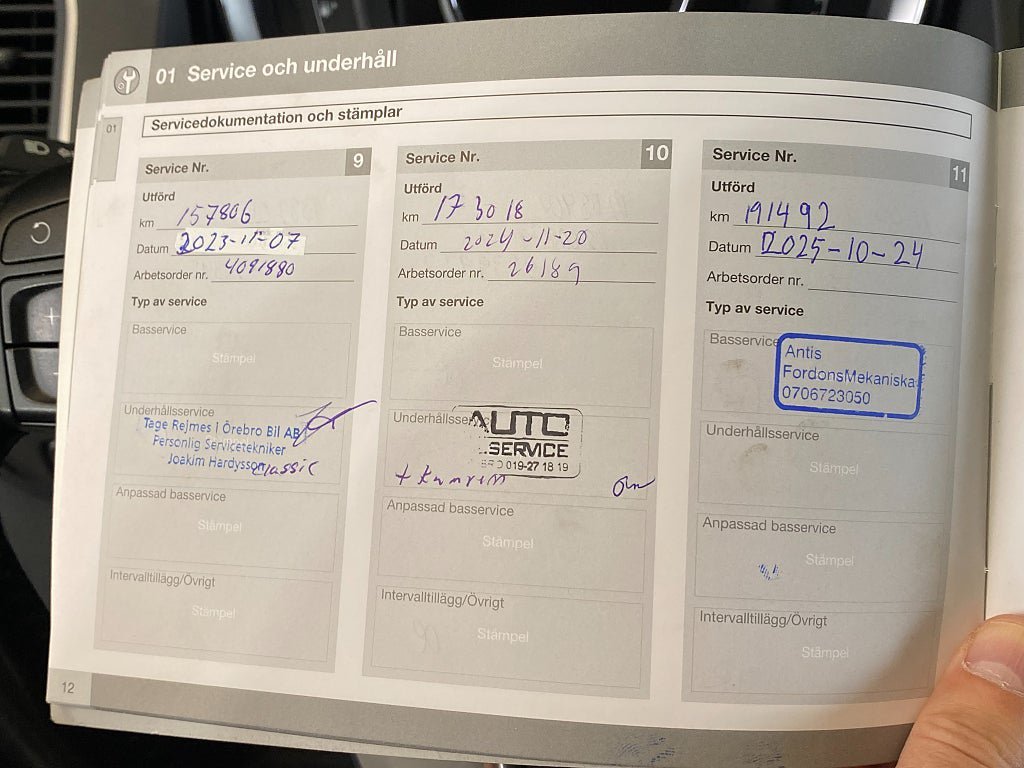 01 Service och underhåll
01
Servicedokumentation och stämplar
Service Nr. 9
Utförd
km 157806
Datum 2023-11-07
Arbetsorder nr. 4091880
Typ av service
Basservice
Stämpel
Underhållsservice
Tage Rejmes i Örebro Bil AB
Personlig Servicetekniker
Joakim Hardysson
Classic
Anpassad basservice
Stämpel
Intervalltillägg/Övrigt
Stämpel
Service Nr. 10
Utförd
km 173018
Datum 2024-11-20
Arbetsorder nr. 26189
Typ av service
Basservice
Stämpel
Underhållsservice
AUTO
SERVICE
019-27 18 19
+ kamrem
Anpassad basservice
Stämpel
Intervalltillägg/Övrigt
Stämpel
Service Nr. 11
Utförd
km 191492
Datum 2025-10-24
Arbetsorder nr.
Typ av service
Basservice
Antis
FordonsMekaniska
0706723050
Underhållsservice
Stämpel
Anpassad basservice
Stämpel
Intervalltillägg/Övrigt
Stämpel
12